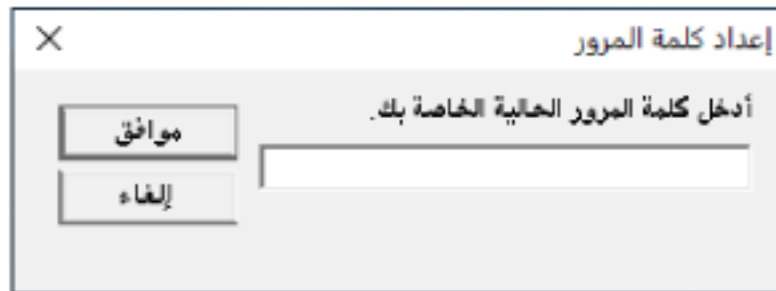 إعداد كلمة المرور
أدخل كلمة المرور الحالية الخاصة بك.
موافق
إلغاء